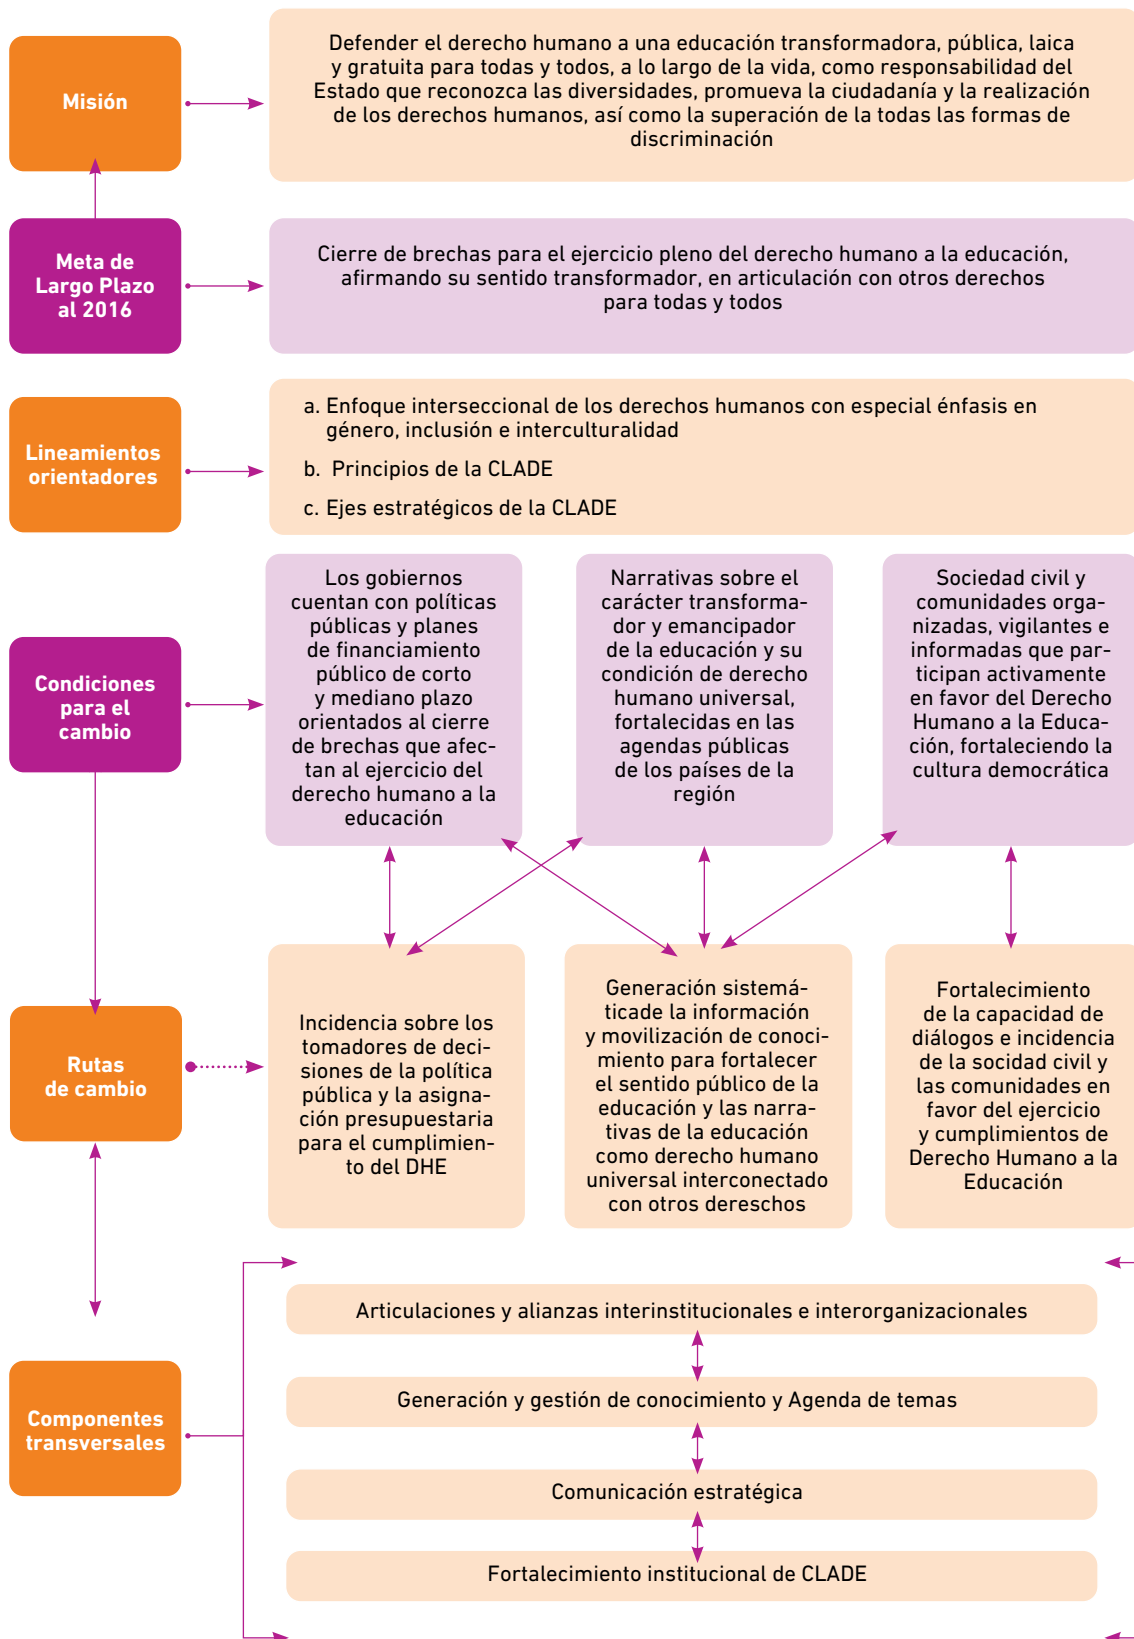 Misión
Defender el derecho humano a una educación transformadora, pública, laica
y gratuita para todas y todos, a lo largo de la vida, como responsabilidad del
Estado que reconozca las diversidades, promueva la ciudadanía y la realización
de los derechos humanos, así como la superación de la todas las formas de
discriminación
Meta de
Largo Plazo
al 2016
Cierre de brechas para el ejercicio pleno del derecho humano a la educación,
afirmando su sentido transformador, en articulación con otros derechos
para todas y todos
Lineamientos
orientadores
a. Enfoque interseccional de los derechos humanos con especial énfasis en
género, inclusión e interculturalidad
b. Principios de la CLADE
c. Ejes estratégicos de la CLADE
Condiciones
para el
cambio
Los gobiernos
cuentan con políticas
públicas y planes
de financiamiento
público de corto
y mediano plazo
orientados al cierre
de brechas que afec-
tan al ejercicio del
derecho humano a la
educación
Narrativas sobre el
carácter transforma-
dor y emancipador
de la educación y su
condición de derecho
humano universal,
fortalecidas en las
agendas públicas
de los países de la
región
Sociedad civil y
comunidades orga-
nizadas, vigilantes e
informadas que par-
ticipan activamente
en favor del Derecho
Humano a la Educa-
ción, fortaleciendo la
cultura democrática
Rutas
de cambio
Incidencia sobre los
tomadores de deci-
siones de la política
pública y la asigna-
ción presupuestaria
para el cumplimien-
to del DHE
Generación sistemá-
ticade la información
y movilización de conoci-
miento para fortalecer
el sentido público de la
educación y las narra-
tivas de la educación
como derecho humano
universal interconectado
con otros dereschos
Fortalecimiento
de la capacidad de
diálogos e incidencia
de la socidad civil y
las comunidades en
favor del ejercicio
y cumplimientos de
Derecho Humano a la
Educación
Componentes
transversales
Articulaciones y alianzas interinstitucionales e interorganizacionales
Generación y gestión de conocimiento y Agenda de temas
Comunicación estratégica
Fortalecimiento institucional de CLADE